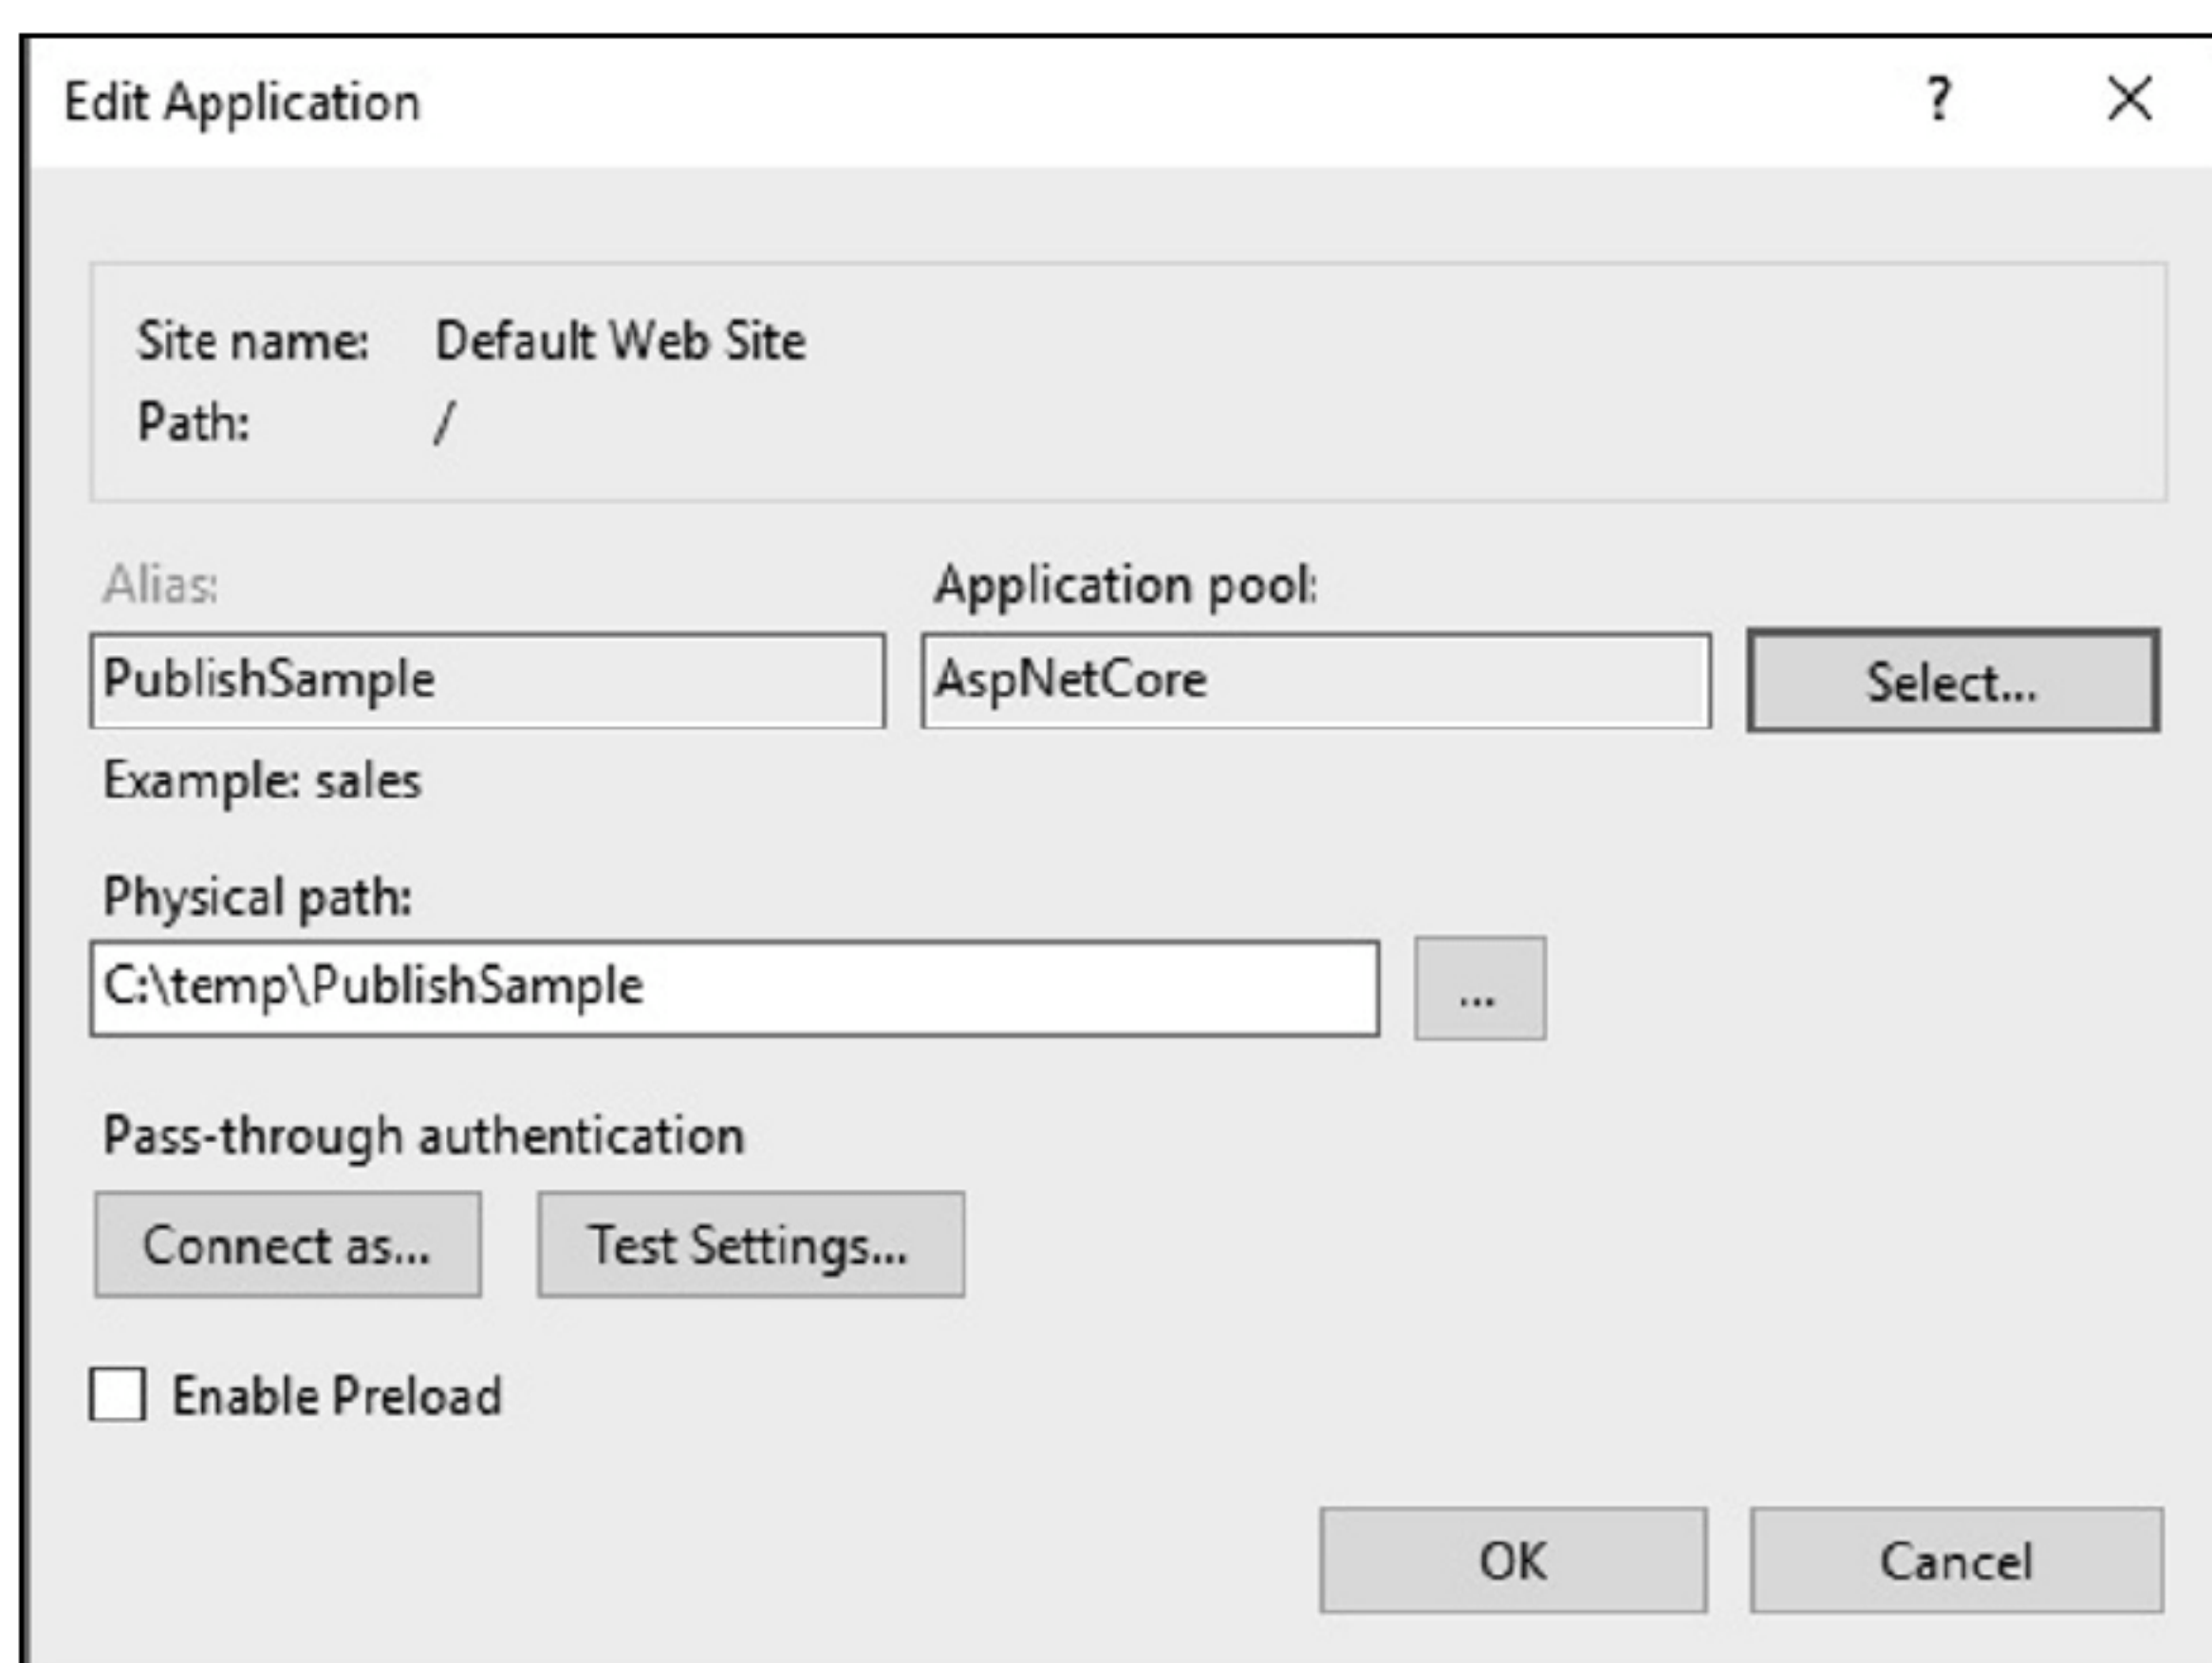 Edit Application ? ✕
Site name: Default Web Site
Path: /
Alias: Application pool:
PublishSample AspNetCore Select...
Example: sales
Physical path:
C:\temp\PublishSample ...
Pass-through authentication
Connect as... Test Settings...
Enable Preload
OK Cancel